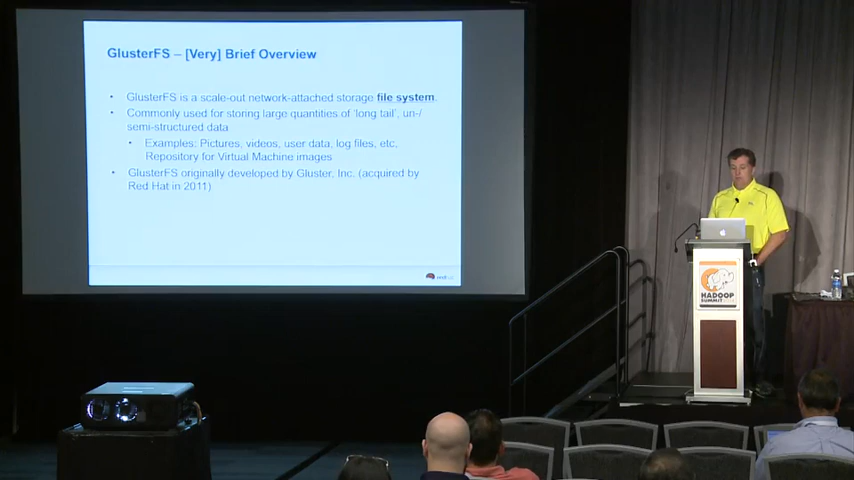 GlusterFS – [Very] Brief Overview
• GlusterFS is a scale-out network-attached storage file system.
• Commonly used for storing large quantities of ‘long tail’, un-/
semi-structured data
• Examples: Pictures, videos, user data, log files, etc,
Repository for Virtual Machine images
• GlusterFS originally developed by Gluster, Inc. (acquired by
Red Hat in 2011)
HADOOP
SUMMIT